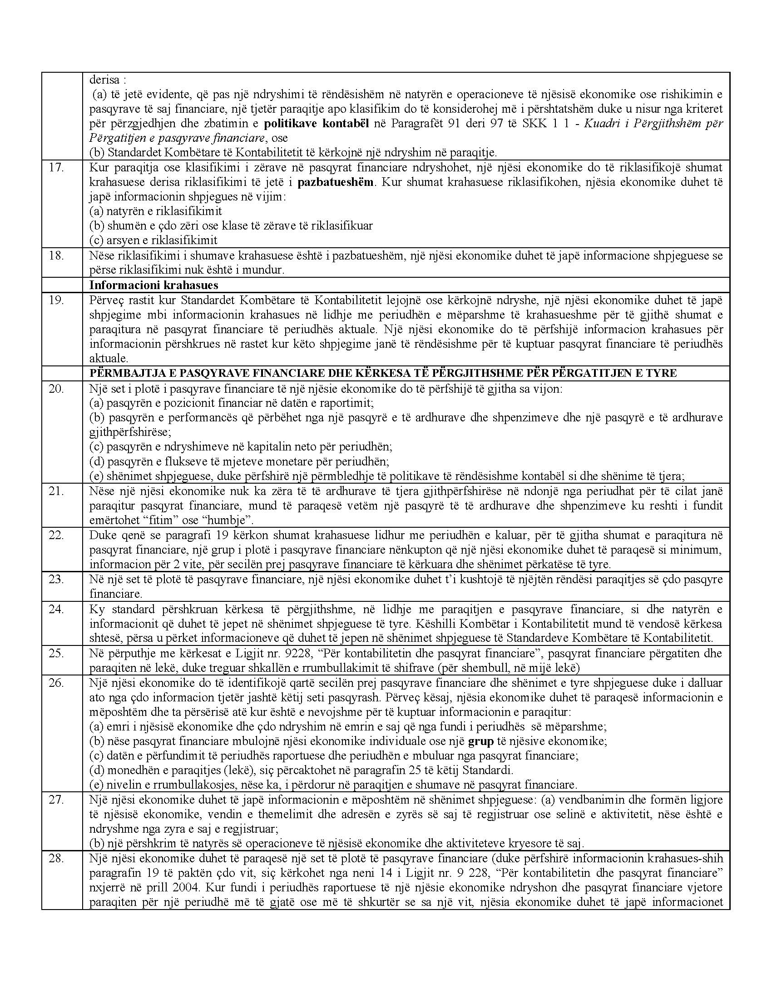 derisa :
(a) të jetë evidente, që pas një ndryshimi të rëndësishëm në natyrën e operacioneve të njësisë ekonomike ose rishikimin e
pasqyrave të saj financiare, një tjetër paraqitje apo klasifikim do të konsiderohej më i përshtatshëm duke u nisur nga kriteret
për përzgjedhjen dhe zbatimin e politikave kontabël në Paragrafët 91 deri 97 të SKK 1 1 - Kuadri i Përgjithshëm për
Përgatitjen e pasqyrave financiare, ose
(b) Standardet Kombëtare të Kontabilitetit të kërkojnë një ndryshim në paraqitje.
17. Kur paraqitja ose klasifikimi i zërave në pasqyrat financiare ndryshohet, një njësi ekonomike do të riklasifikojë shumat
krahasuese derisa riklasifikimi të jetë i pazbatueshëm. Kur shumat krahasuese riklasifikohen, njësia ekonomike duhet të
japë informacionin shpjegues në vijim:
(a) natyrën e riklasifikimit
(b) shumën e çdo zëri ose klase të zërave të riklasifikuar
(c) arsyen e riklasifikimit
18. Nëse riklasifikimi i shumave krahasuese është i pazbatueshëm, një njësi ekonomike duhet të japë informacione shpjeguese se
përse riklasifikimi nuk është i mundur.
Informacioni krahasues
19. Përveç rastit kur Standardet Kombëtare të Kontabilitetit lejojnë ose kërkojnë ndryshe, një njësi ekonomike duhet të japë
shpjegime mbi informacionin krahasues në lidhje me periudhën e mëparshme të krahasueshme për të gjithë shumat e
paraqitura në pasqyrat financiare të periudhës aktuale. Një njësi ekonomike do të përfshijë informacion krahasues për
informacionin përshkrues në rastet kur këto shpjegime janë të rëndësishme për të kuptuar pasqyrat financiare të periudhës
aktuale.
PËRMBAJTJA E PASQYRAVE FINANCIARE DHE KËRKESA TË PËRGJITHSHME PËR PËRGATITJEN E TYRE
20. Një set i plotë i pasqyrave financiare të një njësie ekonomike do të përfshijë të gjitha sa vijon:
(a) pasqyrën e pozicionit financiar në datën e raportimit;
(b) pasqyrën e performancës që përbëhet nga një pasqyrë e të ardhurave dhe shpenzimeve dhe një pasqyrë e të ardhurave
gjithpërfshirëse;
(c) pasqyrën e ndryshimeve në kapitalin neto për periudhën;
(d) pasqyrën e flukseve të mjeteve monetare për periudhën;
(e) shënimet shpjeguese, duke përfshirë një përmbledhje të politikave të rëndësishme kontabël si dhe shënime të tjera;
21. Nëse një njësi ekonomike nuk ka zëra të të ardhurave të tjera gjithpërfshirëse në ndonjë nga periudhat për të cilat janë
paraqitur pasqyrat financiare, mund të paraqesë vetëm një pasqyrë të të ardhurave dhe shpenzimeve ku reshti i fundit
emërtohet “fitim” ose “humbje”.
22. Duke qenë se paragrafi 19 kërkon shumat krahasuese lidhur me periudhën e kaluar, për të gjitha shumat e paraqitura në
pasqyrat financiare, një grup i plotë i pasqyrave financiare nënkupton që një njësi ekonomike duhet të paraqesë si minimum,
informacion për 2 vite, për secilën prej pasqyrave financiare të kërkuara dhe shënimet përkatëse të tyre.
23. Në një set të plotë të pasqyrave financiare, një njësi ekonomike duhet t’i kushtojë të njëjtën rëndësi paraqitjes së çdo pasqyre
financiare.
24. Ky standard përshkruan kërkesa të përgjithshme, në lidhje me paraqitjen e pasqyrave financiare, si dhe natyrën e
informacionit që duhet të jepet në shënimet shpjeguese të tyre. Këshilli Kombëtar i Kontabilitetit mund të vendosë kërkesa
shtesë, përsa u përket informacioneve që duhet të jepen në shënimet shpjeguese të Standardeve Kombëtare të Kontabilitetit.
25. Në përputhje me kërkesat e Ligjit nr. 9228, “Për kontabilitetin dhe pasqyrat financiare”, pasqyrat financiare përgatiten dhe
paraqiten në lekë, duke treguar shkallën e rrumbullakimit të shifrave (për shembull, në mijë lekë)
26. Një njësi ekonomike do të identifikojë qartë secilën prej pasqyrave financiare dhe shënimet e tyre shpjeguese duke i dalluar
ato nga çdo informacion tjetër jashtë këtij seti pasqyrash. Përveç kësaj, njësia ekonomike duhet të paraqesë informacionin e
mëposhtëm dhe ta përsërisë atë kur është e nevojshme për të kuptuar informacionin e paraqitur:
(a) emri i njësisë ekonomike dhe çdo ndryshim në emrin e saj që nga fundi i periudhës së mëparshme;
(b) nëse pasqyrat financiare mbulojnë njësi ekonomike individuale ose një grup të njësive ekonomike;
(c) datën e përfundimit të periudhës raportuese dhe periudhën e mbuluar nga pasqyrat financiare;
(d) monedhën e paraqitjes (lekë), siç përcaktohet në paragrafin 25 të këtij Standardi.
(e) nivelin e rrumbullakosjes, nëse ka, i përdorur në paraqitjen e shumave në pasqyrat financiare.
27. Një njësi ekonomike duhet të japë informacionin e mëposhtëm në shënimet shpjeguese: (a) vendbanimin dhe formën ligjore
të njësisë ekonomike, vendin e themelimit dhe adresën e zyrës së saj të regjistruar ose selinë e aktivitetit, nëse është e
ndryshme nga zyra e saj e regjistruar;
(b) një përshkrim të natyrës së operacioneve të njësisë ekonomike dhe aktiviteteve kryesore të saj.
28. Një njësi ekonomike duhet të paraqesë një set të plotë të pasqyrave financiare (duke përfshirë informacionin krahasues-shih
paragrafin 19 të paktën çdo vit, siç kërkohet nga neni 14 i Ligjit nr. 9 228, “Për kontabilitetin dhe pasqyrat financiare”
nxjerrë në prill 2004. Kur fundi i periudhës raportuese të një njësie ekonomike ndryshon dhe pasqyrat financiare vjetore
paraqiten për një periudhë më të gjatë ose më të shkurtër se sa një vit, njësia ekonomike duhet të japë informacionet